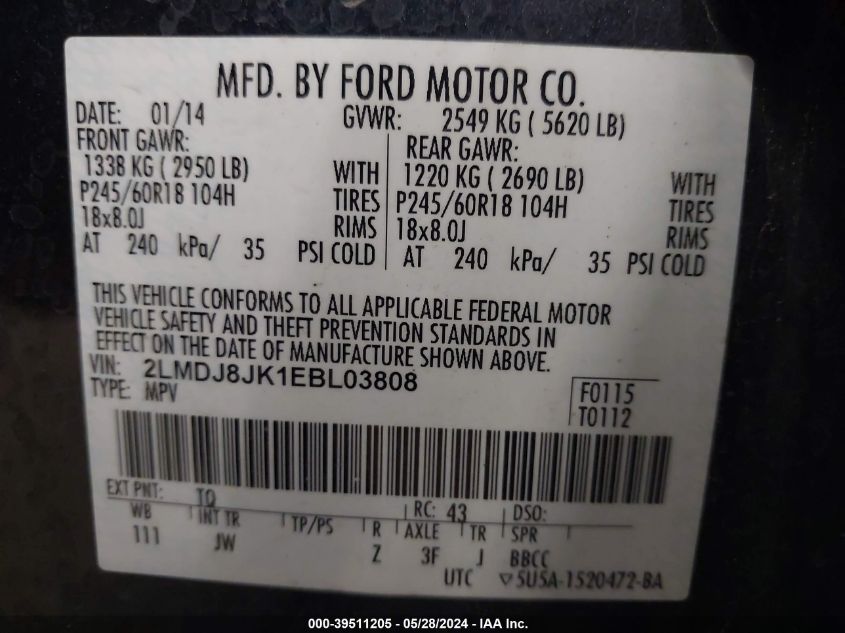 MFD. BY FORD MOTOR CO.
DATE: 01/14 GVWR: 2549 KG ( 5620 LB)
FRONT GAWR: REAR GAWR:
1338 KG ( 2950 LB) WITH 1220 KG ( 2690 LB) WITH
P245/60R18 104H TIRES P245/60R18 104H TIRES
18x8.0J RIMS 18x8.0J RIMS
AT 240 kPa/ 35 PSI COLD AT 240 kPa/ 35 PSI COLD
THIS VEHICLE CONFORMS TO ALL APPLICABLE FEDERAL MOTOR
VEHICLE SAFETY AND THEFT PREVENTION STANDARDS IN
EFFECT ON THE DATE OF MANUFACTURE SHOWN ABOVE.
VIN: 2LMDJ8JK1EBL03808
TYPE: MPV
F0115
T0112
EXT PNT: TQ RC: 43 DSO:
WB INT TR TP/PS R AXLE TR SPR
111 JW Z 3F J BBCC
UTC ▽5U5A-1520472-BA
000-39511205 - 05/28/2024 - IAA Inc.